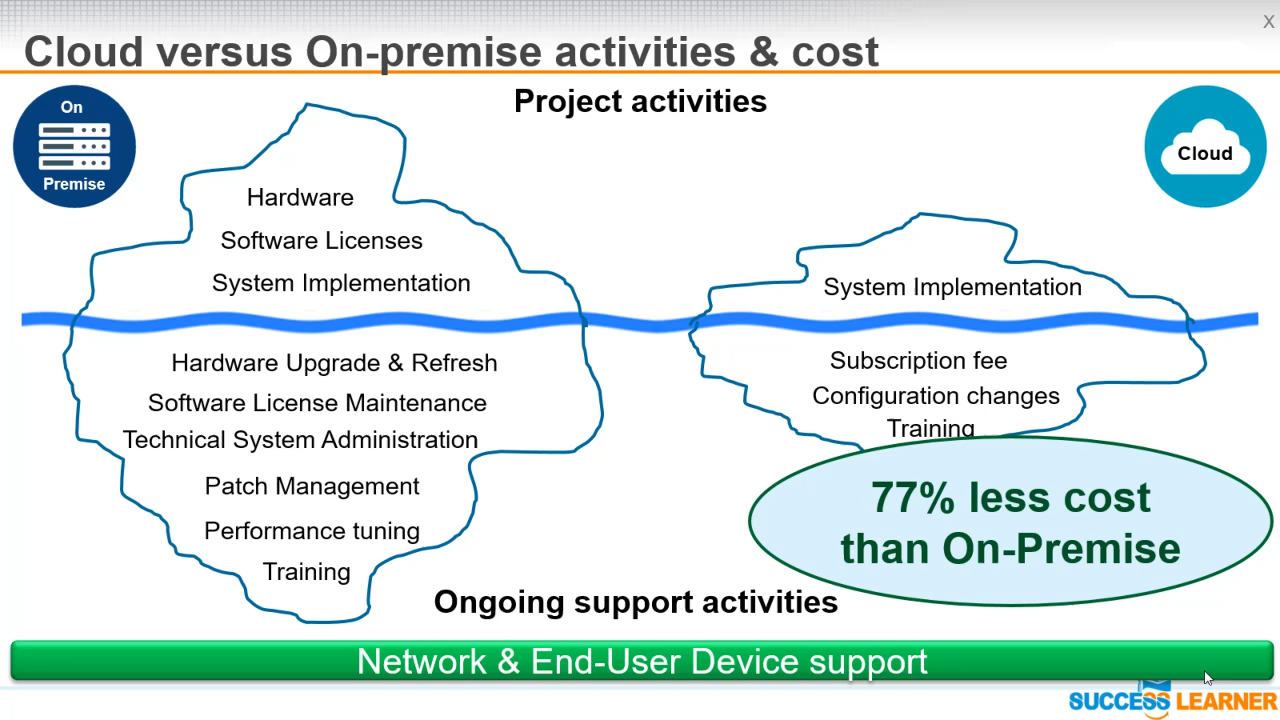 X
Cloud versus On-premise activities & cost
Project activities
On
Premise
Cloud
Hardware
Software Licenses
System Implementation
System Implementation
Hardware Upgrade & Refresh
Software License Maintenance
Technical System Administration
Patch Management
Performance tuning
Training
Subscription fee
Configuration changes
Training
77% less cost
than On-Premise
Ongoing support activities
Network & End-User Device support
SUCCESS LEARNER